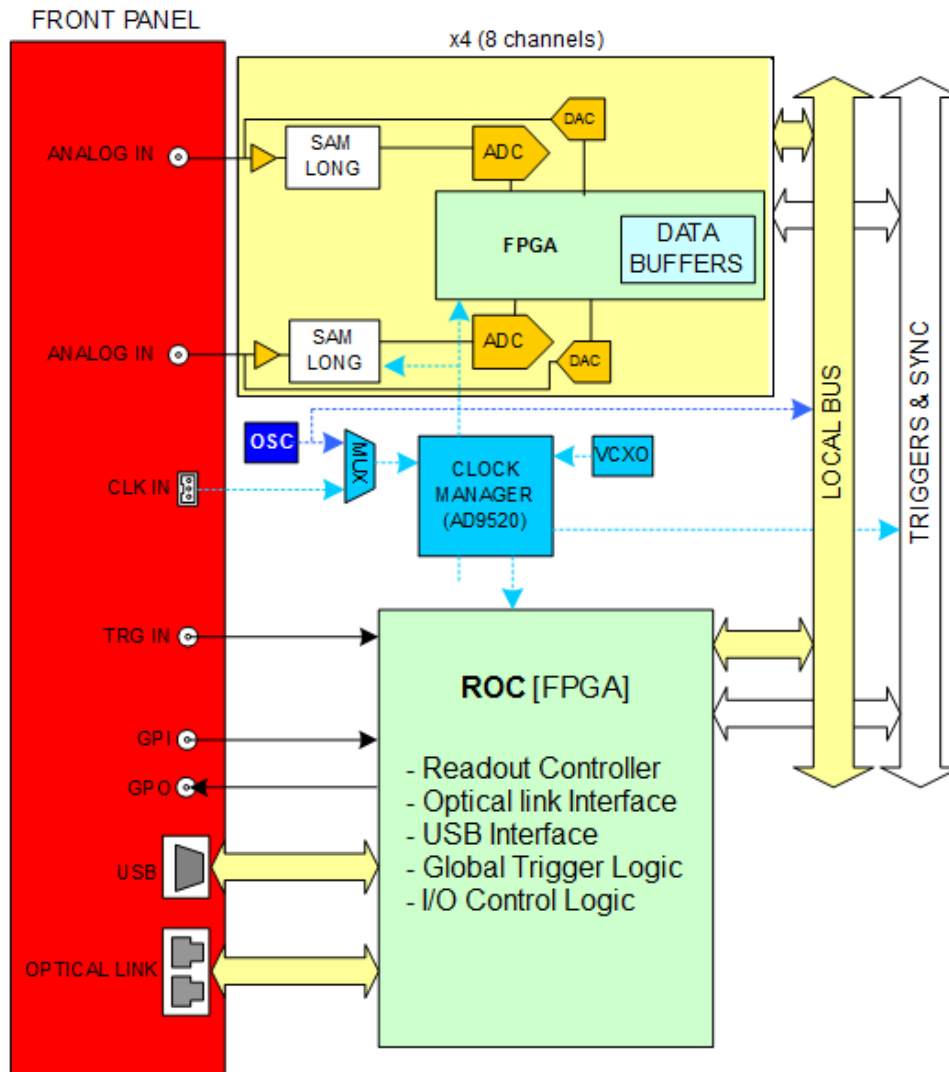 FRONT PANEL
x4 (8 channels)
ANALOG IN
SAM
LONG
ADC
DAC
FPGA
DATA
BUFFERS
ANALOG IN
SAM
LONG
ADC
DAC
OSC
MUX
CLK IN
CLOCK
MANAGER
(AD9520)
VCXO
LOCAL BUS
TRIGGERS & SYNC
TRG IN
GPI
GPO
USB
OPTICAL LINK
ROC [FPGA]
- Readout Controller
- Optical link Interface
- USB Interface
- Global Trigger Logic
- I/O Control Logic